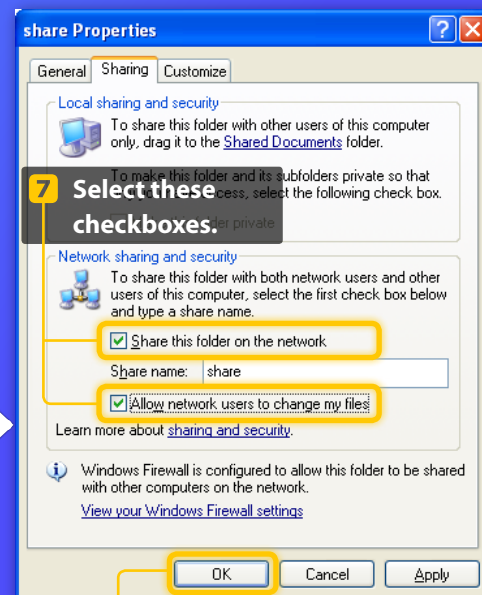 share Properties
General Sharing Customize
Local sharing and security
To share this folder with other users of this computer
only, drag it to the Shared Documents folder.
To make this folder and its subfolders private so that
access, select the following check box.
private
7 Select these
checkboxes.
Network sharing and security
To share this folder with both network users and other
users of this computer, select the first check box below
and type a share name.
Share this folder on the network
Share name: share
Allow network users to change my files
Learn more about sharing and security.
Windows Firewall is configured to allow this folder to be shared
with other computers on the network.
View your Windows Firewall settings
OK Cancel Apply